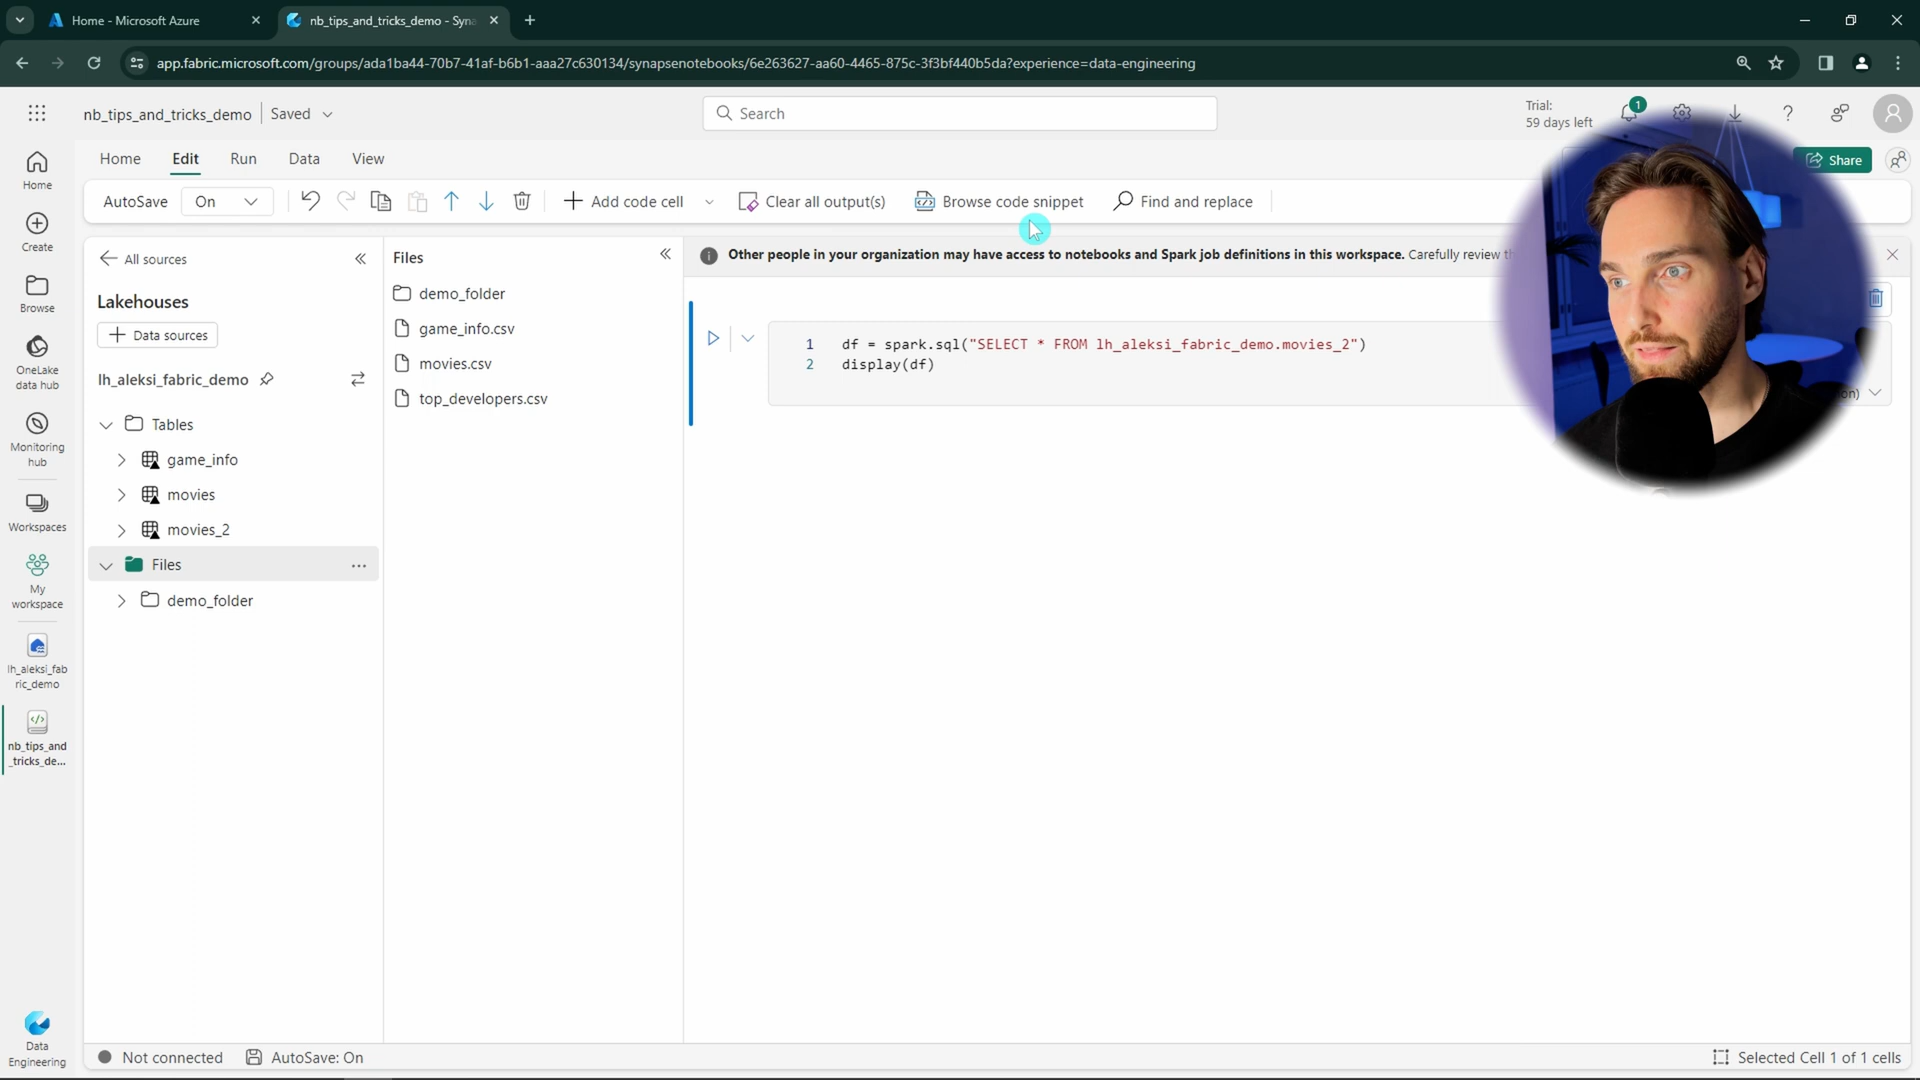 Home - Microsoft Azure
nb_tips_and_tricks_demo - Syna
app.fabric.microsoft.com/groups/ada1ba44-70b7-41af-b6b1-aaa27c630134/synapsenotebooks/6e263627-aa60-4465-875c-3f3bf440b5da?experience=data-engineering
nb_tips_and_tricks_demo
Saved
Search
Trial:
59 days left
1
Home
Edit
Run
Data
View
Share
AutoSave
On
Add code cell
Clear all output(s)
Browse code snippet
Find and replace
Home
Create
Browse
OneLake
data hub
Monitoring
hub
Workspaces
My
workspace
lh_aleksi_fab
ric_demo
nb_tips_and
_tricks_de...
Data
Engineering
All sources
Lakehouses
Data sources
lh_aleksi_fabric_demo
Tables
game_info
movies
movies_2
Files
demo_folder
Files
demo_folder
game_info.csv
movies.csv
top_developers.csv
Other people in your organization may have access to notebooks and Spark job definitions in this workspace. Carefully review
1 df = spark.sql("SELECT * FROM lh_aleksi_fabric_demo.movies_2")
2 display(df)
Not connected
AutoSave: On
Selected Cell 1 of 1 cells